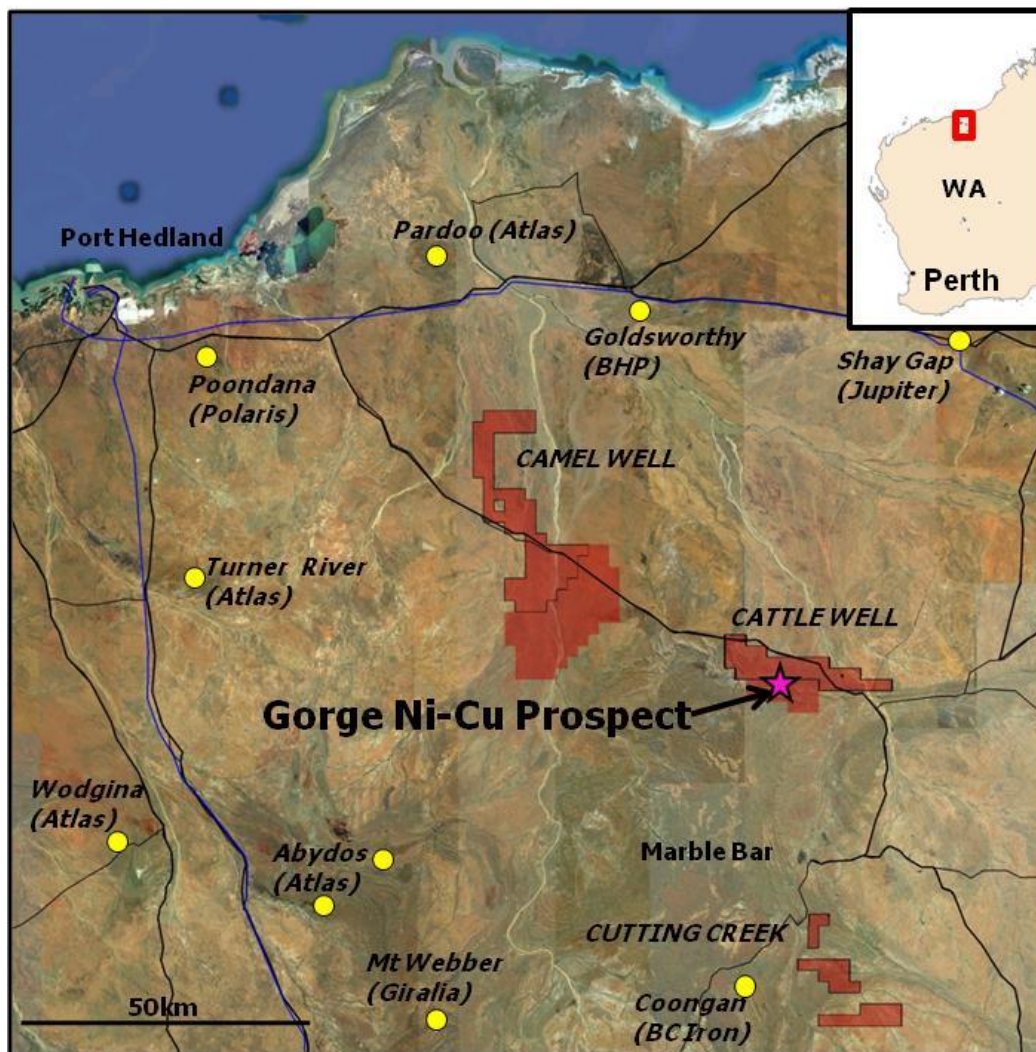 WA
Perth
Port Hedland
Pardoo (Atlas)
Goldsworthy
(BHP)
Shay Gap
(Jupiter)
Poondana
(Polaris)
CAMEL WELL
Turner River
(Atlas)
CATTLE WELL
Gorge Ni-Cu Prospect
Wodgina
(Atlas)
Abydos
(Atlas)
Marble Bar
CUTTING CREEK
Mt Webber
(Giralia)
Coongan
(BC Iron)
50km